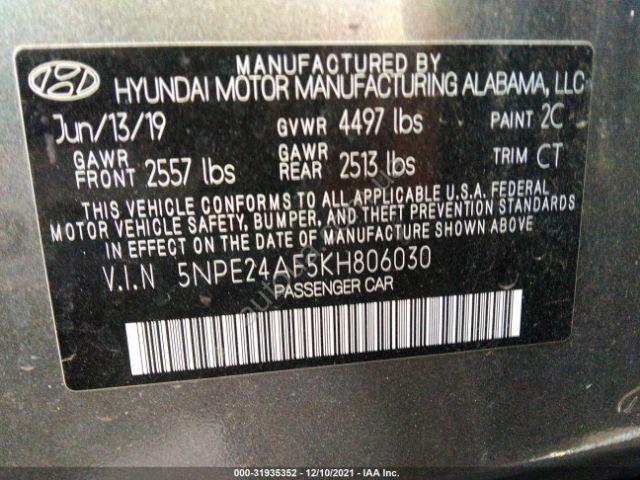 MANUFACTURED BY
HYUNDAI MOTOR MANUFACTURING ALABAMA, LLC
Jun/13/19 GVWR 4497 lbs PAINT 2C
GAWR FRONT 2557 lbs GAWR REAR 2513 lbs TRIM CT
THIS VEHICLE CONFORMS TO ALL APPLICABLE U.S.A. FEDERAL
MOTOR VEHICLE SAFETY, BUMPER, AND THEFT PREVENTION STANDARDS
IN EFFECT ON THE DATE OF MANUFACTURE SHOWN ABOVE.
V.I.N 5NPE24AF5KH806030
PASSENGER CAR
000-31935352 - 12/10/2021 - IAA Inc.